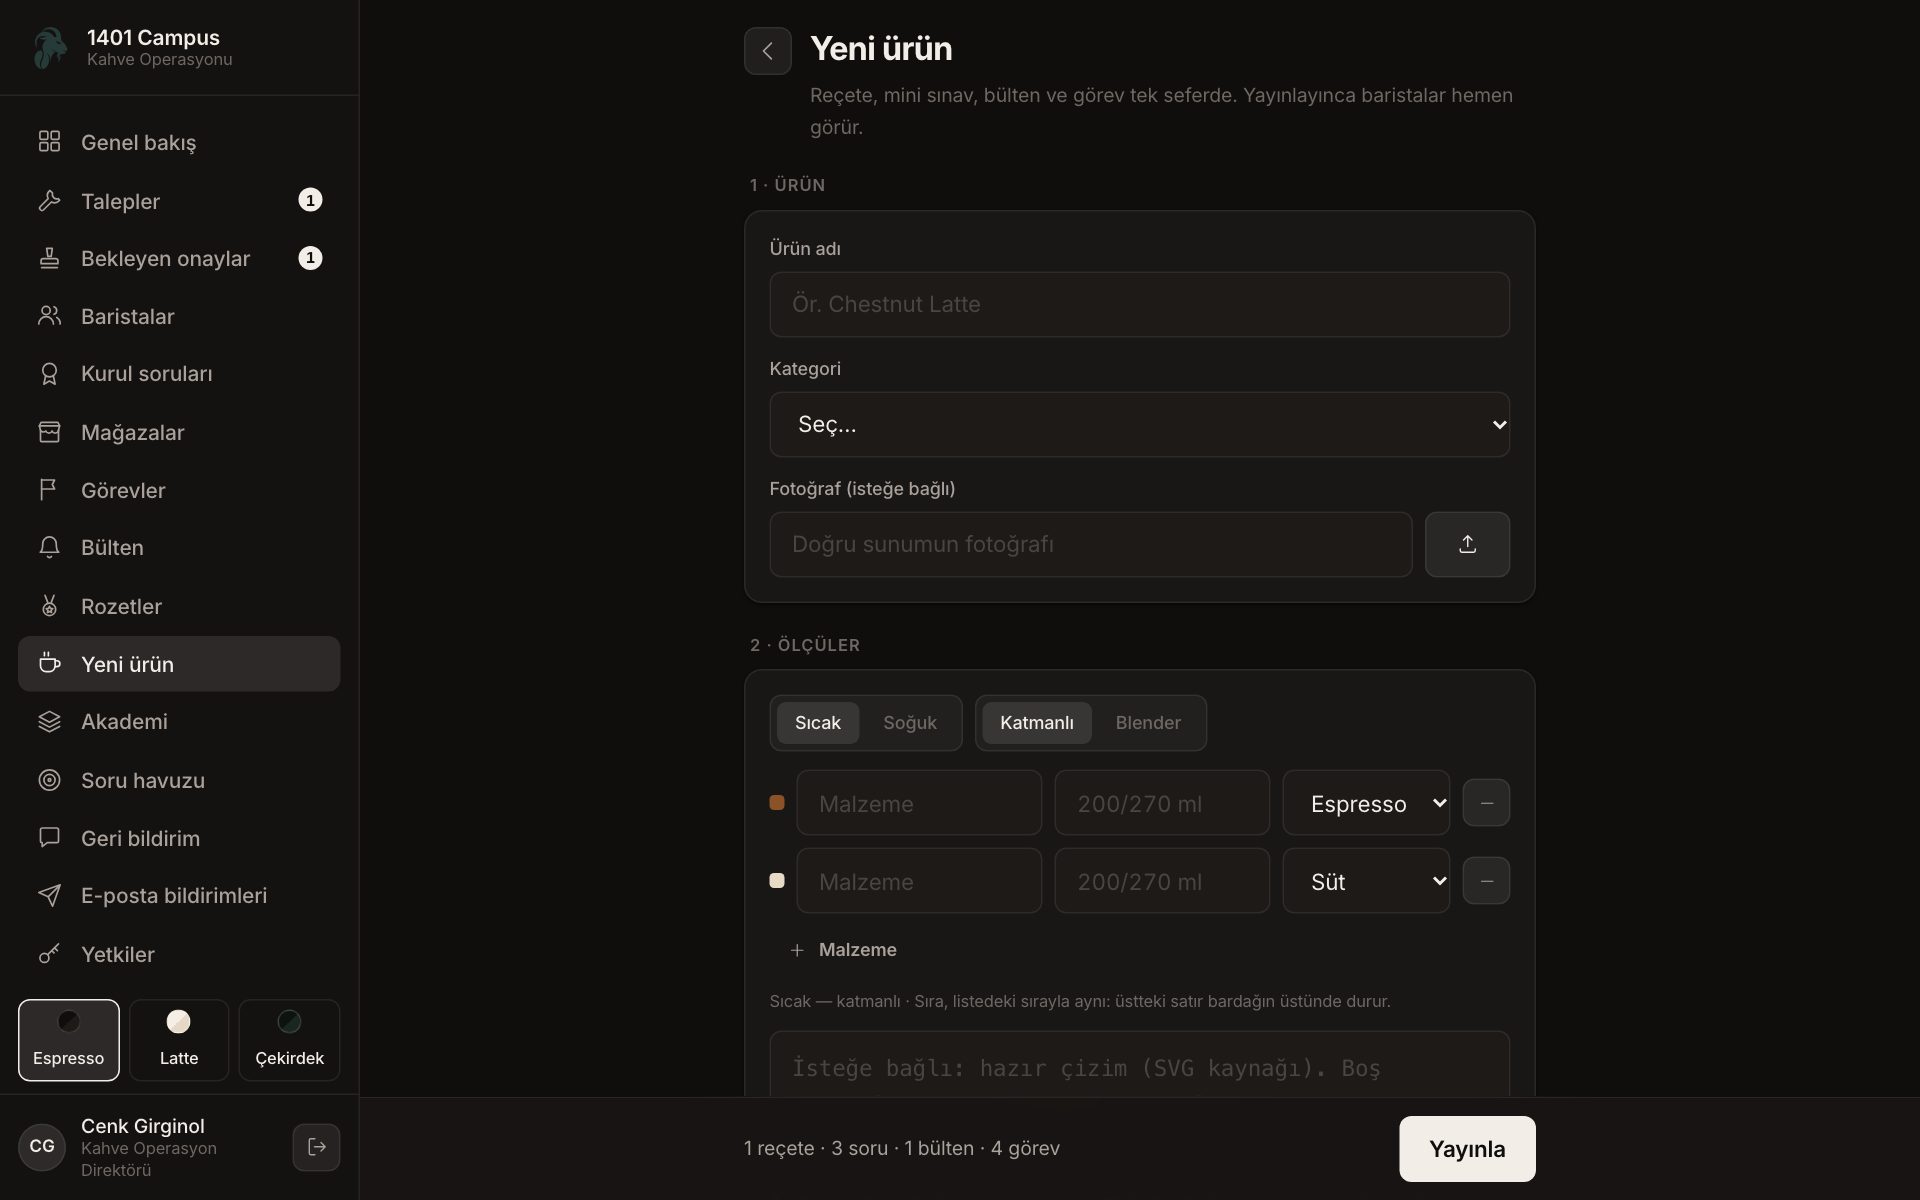 1401 Campus
Kahve Operasyonu
Genel bakış
Talepler 1
Bekleyen onaylar 1
Baristalar
Kurul soruları
Mağazalar
Görevler
Bülten
Rozetler
Yeni ürün
Akademi
Soru havuzu
Geri bildirim
E-posta bildirimleri
Yetkiler
Espresso Latte Çekirdek
CG
Cenk Girginol
Kahve Operasyon
Direktörü
Yeni ürün
Reçete, mini sınav, bülten ve görev tek seferde. Yayınlayınca baristalar hemen
görür.
1 · ÜRÜN
Ürün adı
Ör. Chestnut Latte
Kategori
Seç...
Fotoğraf (isteğe bağlı)
Doğru sunumun fotoğrafı
2 · ÖLÇÜLER
Sıcak Soğuk Katmanlı Blender
Malzeme 200/270 ml Espresso
Malzeme 200/270 ml Süt
+ Malzeme
Sıcak — katmanlı · Sıra, listedeki sırayla aynı: üstteki satır bardağın üstünde durur.
İsteğe bağlı: hazır çizim (SVG kaynağı). Boş
1 reçete · 3 soru · 1 bülten · 4 görev
Yayınla